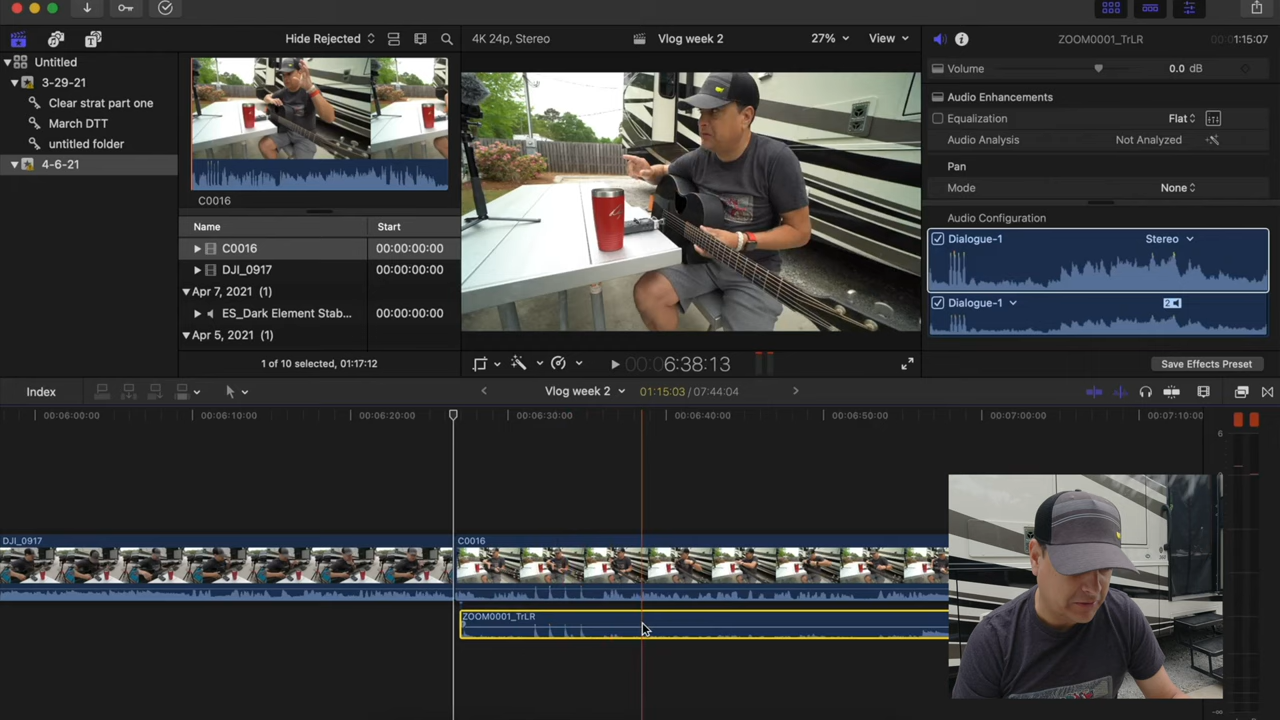 Hide Rejected
4K 24p, Stereo
Vlog week 2
27%
View
ZOOM0001_TrLR
00:00:01:15:07
Untitled
3-29-21
Clear strat part one
March DTT
untitled folder
4-6-21
C0016
Name
Start
C0016
00:00:00:00
DJI_0917
00:00:00:00
Apr 7, 2021 (1)
ES_Dark Element Stab...
00:00:00:00
Apr 5, 2021 (1)
1 of 10 selected, 01:17:12
00:06:38:13
Volume
0.0 dB
Audio Enhancements
Equalization
Flat
Audio Analysis
Not Analyzed
Pan
Mode
None
Audio Configuration
Dialogue-1
Stereo
Dialogue-1
2
Save Effects Preset
Index
Vlog week 2
01:15:03 / 07:44:04
00:06:00:00
00:06:10:00
00:06:20:00
00:06:30:00
00:06:40:00
00:06:50:00
00:07:00:00
00:07:10:00
6
DJI_0917
C0016
ZOOM0001_TrLR
-∞